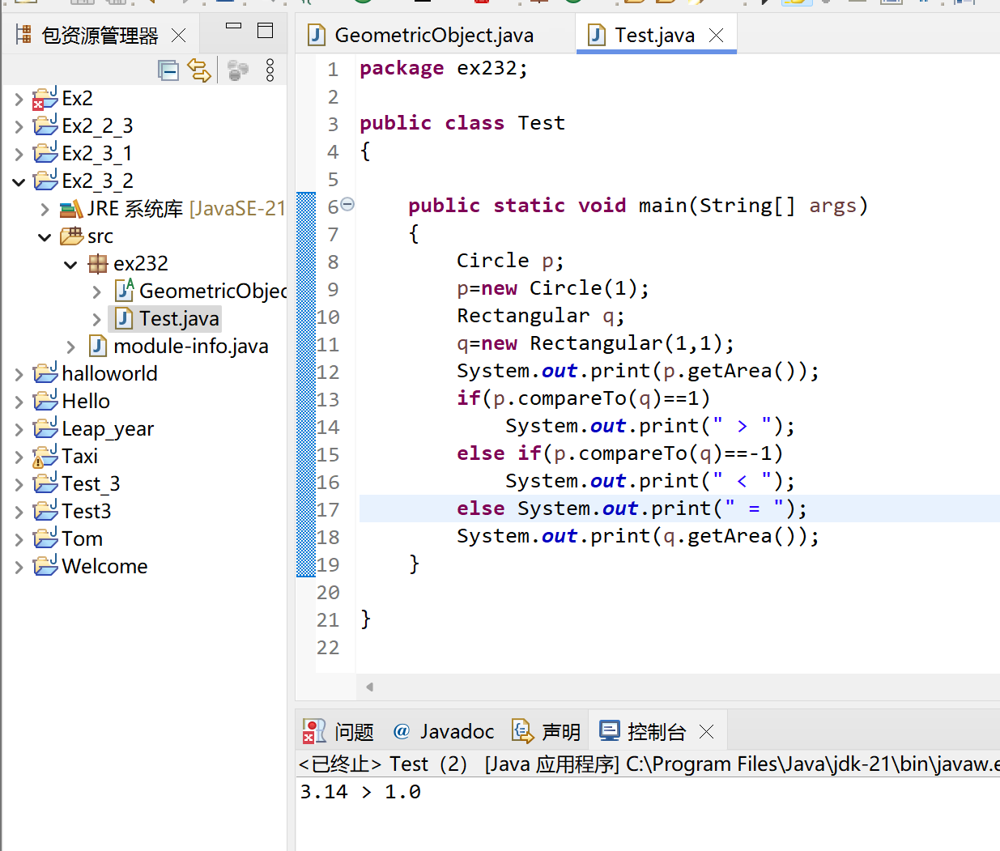 包资源管理器
Ex2
Ex2_2_3
Ex2_3_1
Ex2_3_2
JRE 系统库 [JavaSE-21
src
ex232
GeometricObjec
Test.java
module-info.java
halloworld
Hello
Leap_year
Taxi
Test_3
Test3
Tom
Welcome
GeometricObject.java
Test.java
1 package ex232;
2
3 public class Test
4 {
5
6 public static void main(String[] args)
7 {
8 Circle p;
9 p=new Circle(1);
10 Rectangular q;
11 q=new Rectangular(1,1);
12 System.out.print(p.getArea());
13 if(p.compareTo(q)==1)
14 System.out.print(" > ");
15 else if(p.compareTo(q)==-1)
16 System.out.print(" < ");
17 else System.out.print(" = ");
18 System.out.print(q.getArea());
19 }
20
21 }
22
问题 @ Javadoc 声明 控制台
<已终止> Test（2） [Java 应用程序] C:\Program Files\Java\jdk-21\bin\javaw.e
3.14 > 1.0